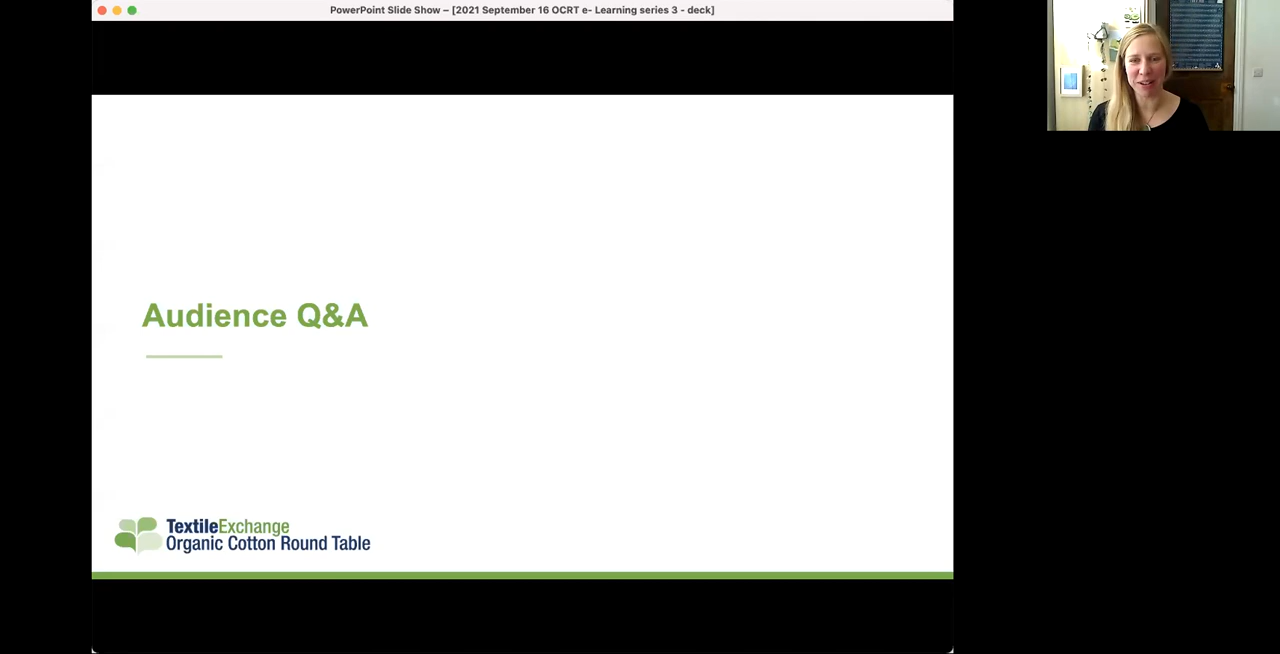 PowerPoint Slide Show – [2021 September 16 OCRT e- Learning series 3 - deck]
Audience Q&A
TextileExchange
Organic Cotton Round Table